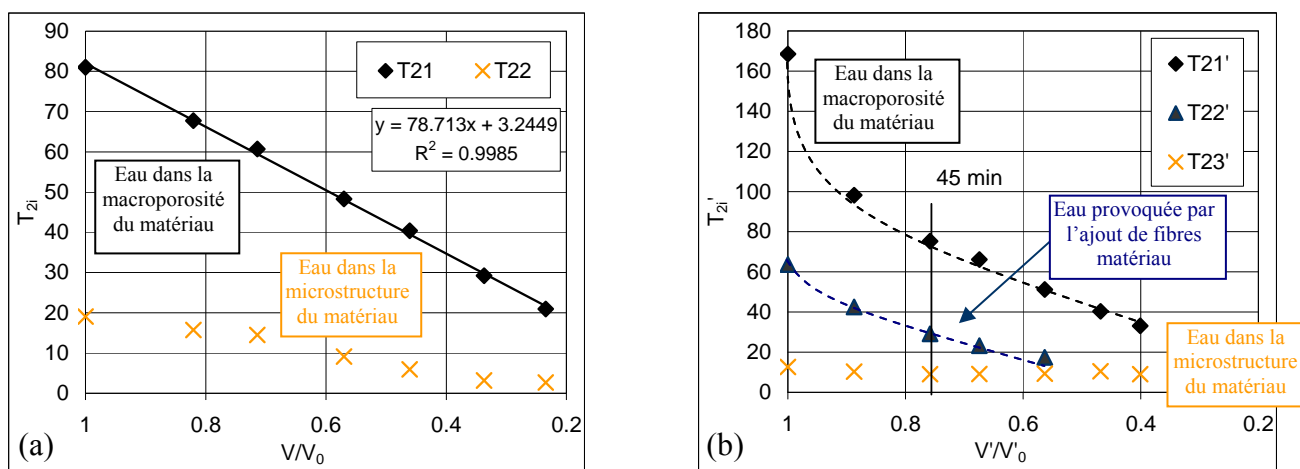 90
80
70
60
50
40
30
20
10
0
T2i
T21 T22
y = 78.713x + 3.2449
R² = 0.9985
Eau dans la
macroporosité
du matériau
Eau dans la
microstructure
du matériau
1 0.8 0.6 0.4 0.2
V/V0
(a)
180
160
140
120
100
80
60
40
20
0
T2i'
Eau dans la
macroporosité
du matériau
T21'
T22'
T23'
45 min
Eau provoquée par
l'ajout de fibres
matériau
Eau dans la
microstructure
du matériau
1 0.8 0.6 0.4 0.2
V'/V'0
(b)